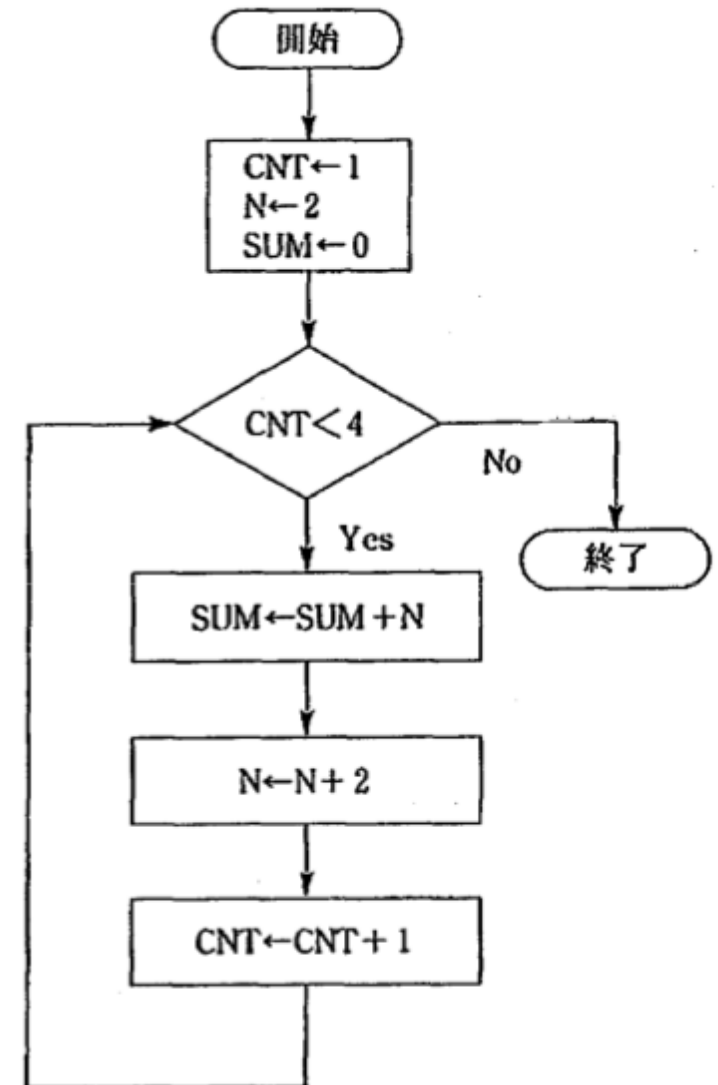 開始
CNT←1
N←2
SUM←0
CNT<4
No
Yes
終了
SUM←SUM+N
N←N+2
CNT←CNT+1